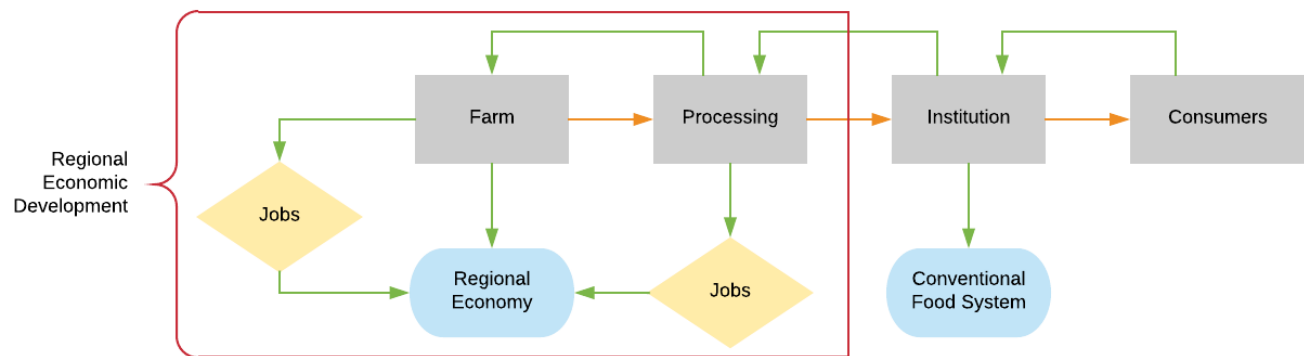 Farm
Processing
Institution
Consumers
Regional
Economic
Development
Jobs
Regional
Economy
Jobs
Conventional
Food System